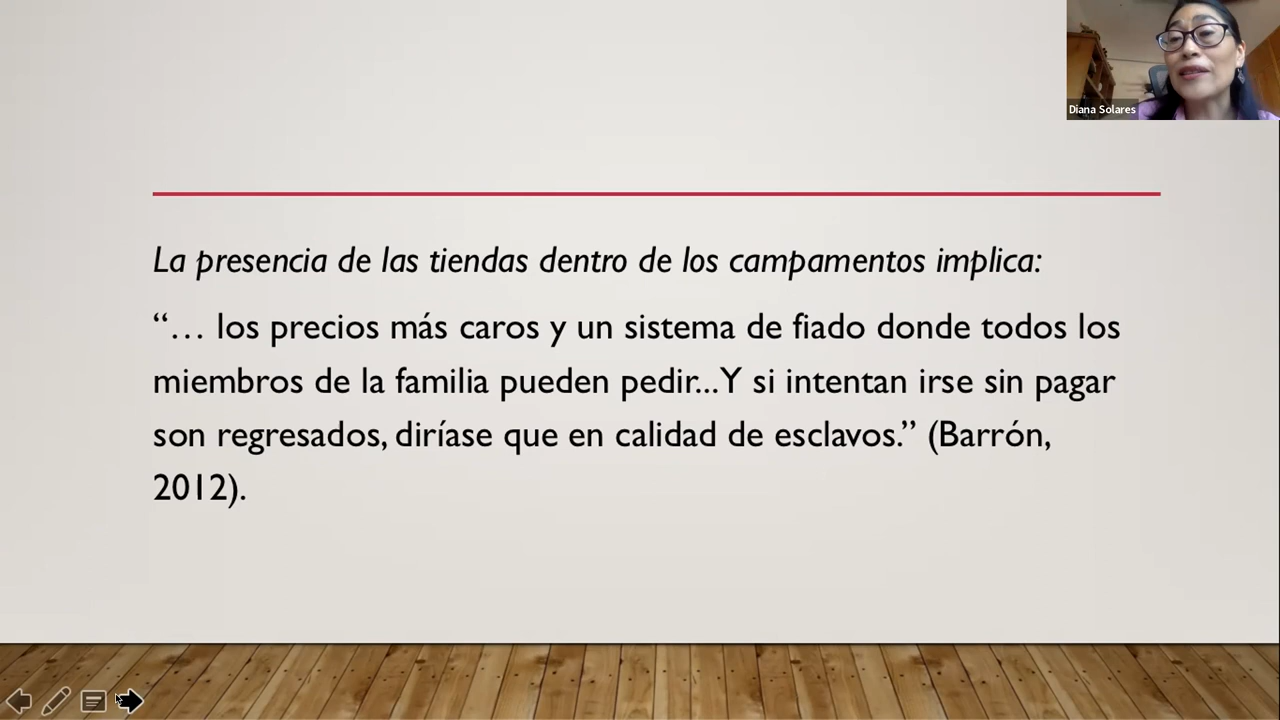 Diana Solares
La presencia de las tiendas dentro de los campamentos implica:
“… los precios más caros y un sistema de fiado donde todos los
miembros de la familia pueden pedir...Y si intentan irse sin pagar
son regresados, diríase que en calidad de esclavos.” (Barrón,
2012).